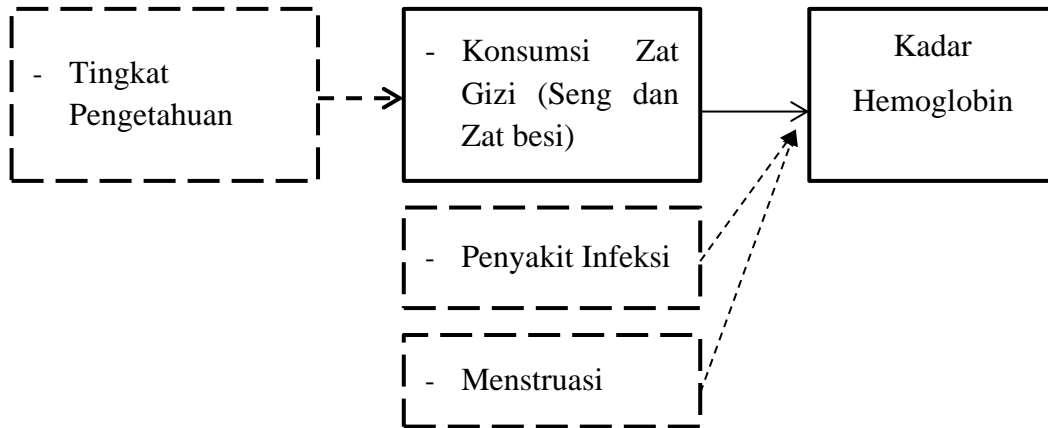 - Tingkat
Pengetahuan
- Konsumsi Zat
Gizi (Seng dan
Zat besi)
Kadar
Hemoglobin
- Penyakit Infeksi
- Menstruasi